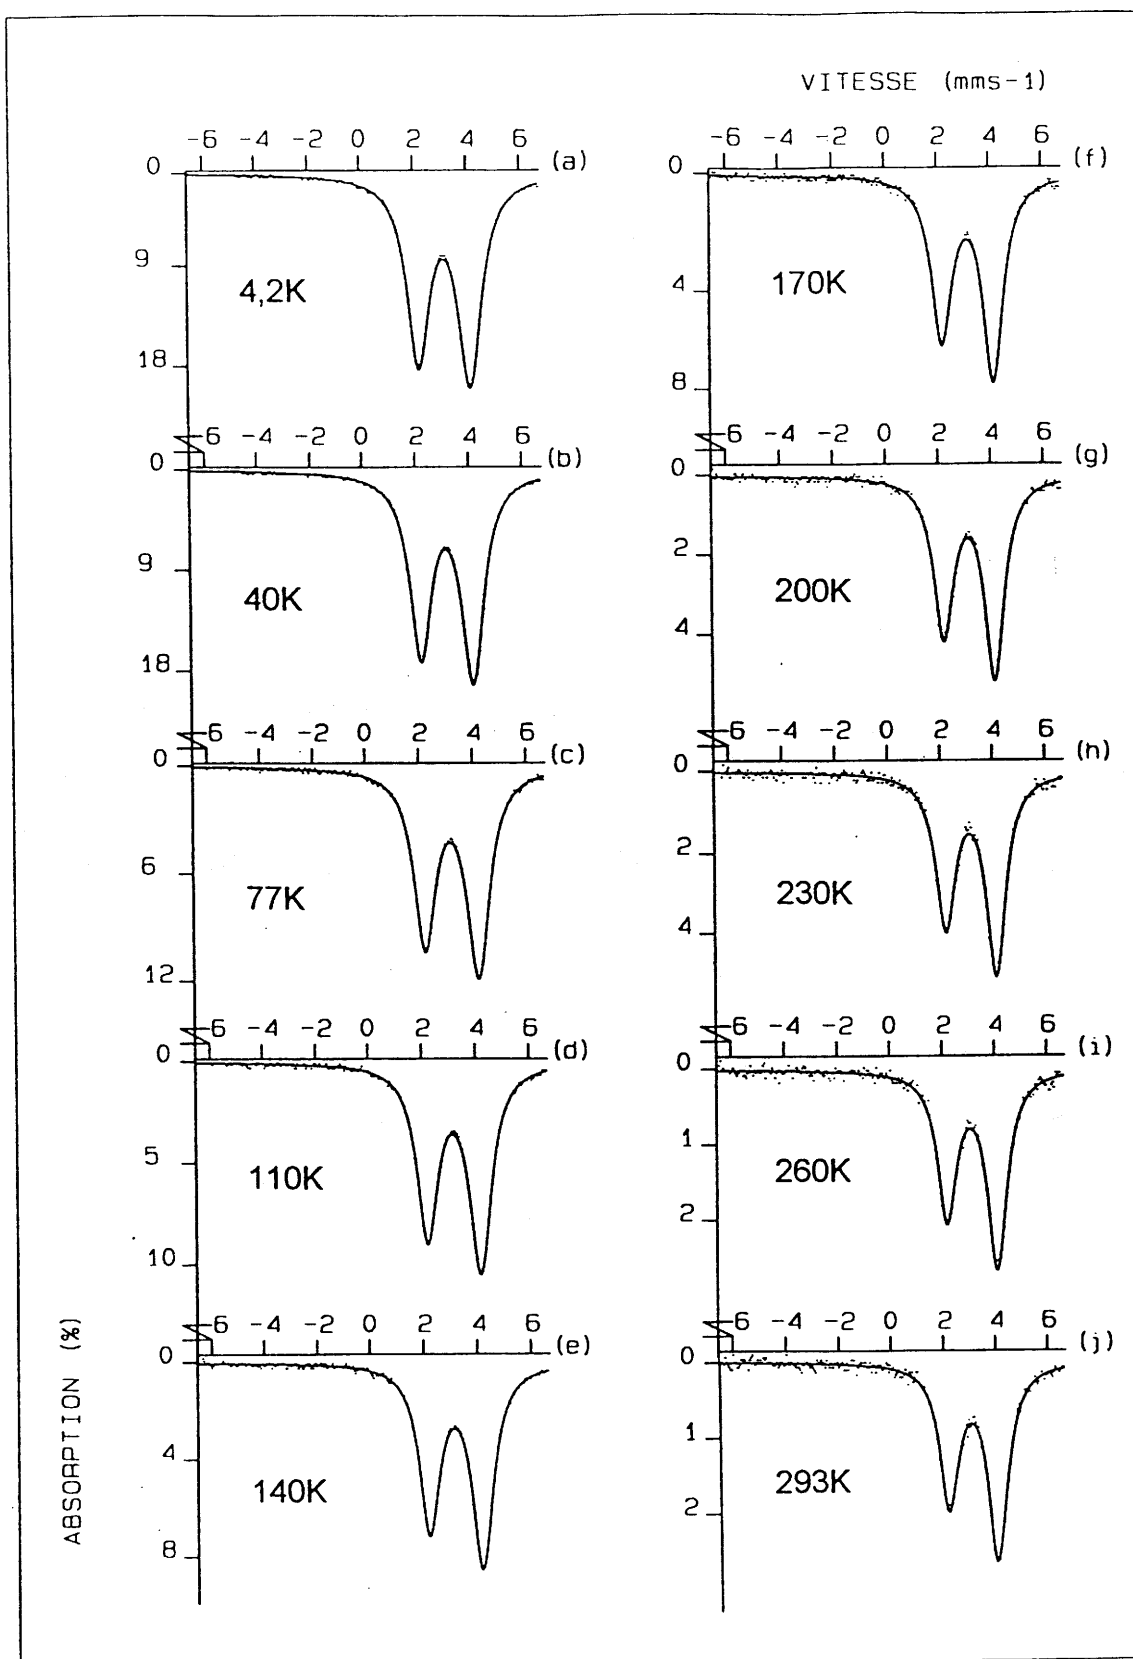 VITESSE (mms-1)
-6 -4 -2 0 2 4 6 (a)
0
9
18
4,2K
-6 -4 -2 0 2 4 6 (b)
0
9
18
40K
-6 -4 -2 0 2 4 6 (c)
0
6
12
77K
-6 -4 -2 0 2 4 6 (d)
0
5
10
110K
-6 -4 -2 0 2 4 6 (e)
0
4
8
140K
ABSORPTION (%)
-6 -4 -2 0 2 4 6 (f)
0
4
8
170K
-6 -4 -2 0 2 4 6 (g)
0
2
4
200K
-6 -4 -2 0 2 4 6 (h)
0
2
4
230K
-6 -4 -2 0 2 4 6 (i)
0
1
2
260K
-6 -4 -2 0 2 4 6 (j)
0
1
2
293K